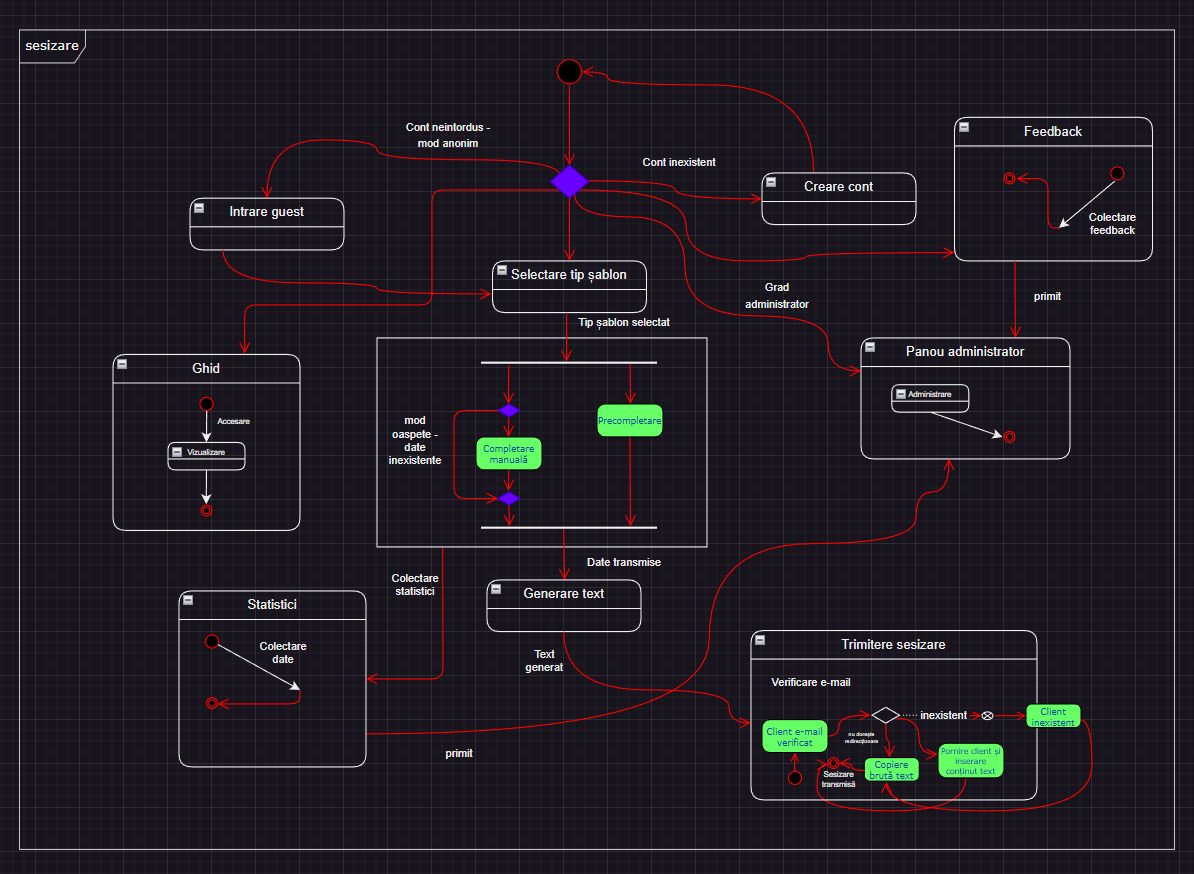 sesizare
Cont neintordus -
mod anonim
Cont inexistent
Feedback
Creare cont
Intrare guest
Colectare
feedback
Selectare tip șablon
Grad
administrator
primit
Tip șablon selectat
Panou administrator
Ghid
Administrare
Accesare
mod
oaspete -
date
inexistente
Precompletare
Completare
manuală
Vizualizare
Date transmise
Colectare
statistici
Generare text
Statistici
Colectare
date
Text
generat
Trimitere sesizare
Verificare e-mail
inexistent
Client
inexistent
Client e-mail
verificat
nu dorește
redirecționare
Pornire client și
inserare
conținut text
Copiere
brută text
Sesizare
transmisă
primit